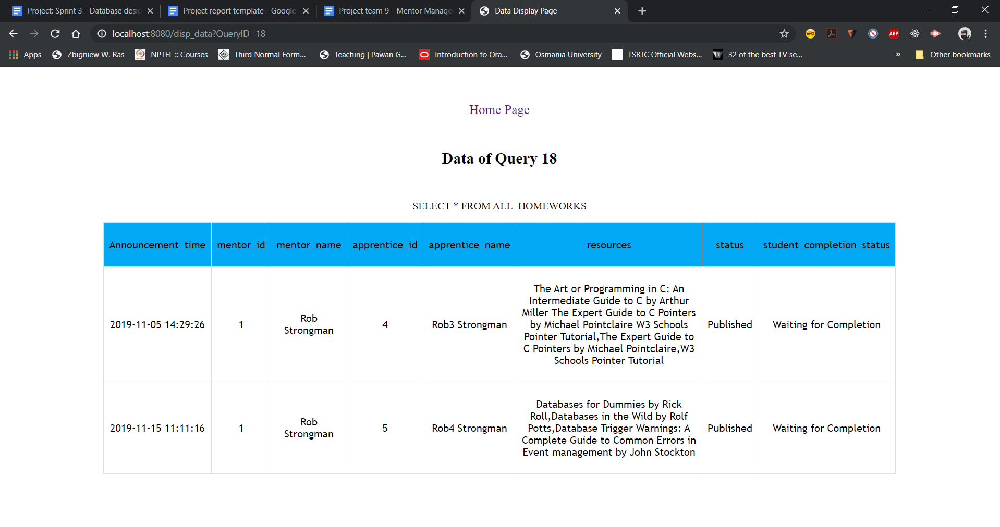 Project: Sprint 3 - Database desig
Project report template - Google
Project team 9 - Mentor Manage
Data Display Page
localhost:8080/disp_data?QueryID=18
ABP
Apps
Zbigniew W. Ras
NPTEL :: Courses
Third Normal Form...
Teaching | Pawan G...
Introduction to Ora...
Osmania University
TSRTC Official Webs...
32 of the best TV se...
»
Other bookmarks
Home Page
Data of Query 18
SELECT * FROM ALL_HOMEWORKS
Announcement_time mentor_id mentor_name apprentice_id apprentice_name resources status student_completion_status
2019-11-05 14:29:26
1
Rob
Strongman
4
Rob3 Strongman
The Art or Programming in C: An
Intermediate Guide to C by Arthur
Miller The Expert Guide to C Pointers
by Michael Pointclaire W3 Schools
Pointer Tutorial,The Expert Guide to
C Pointers by Michael Pointclaire,W3
Schools Pointer Tutorial
Published
Waiting for Completion
2019-11-15 11:11:16
1
Rob
Strongman
5
Rob4 Strongman
Databases for Dummies by Rick
Roll,Databases in the Wild by Rolf
Potts,Database Trigger Warnings: A
Complete Guide to Common Errors in
Event management by John Stockton
Published
Waiting for Completion